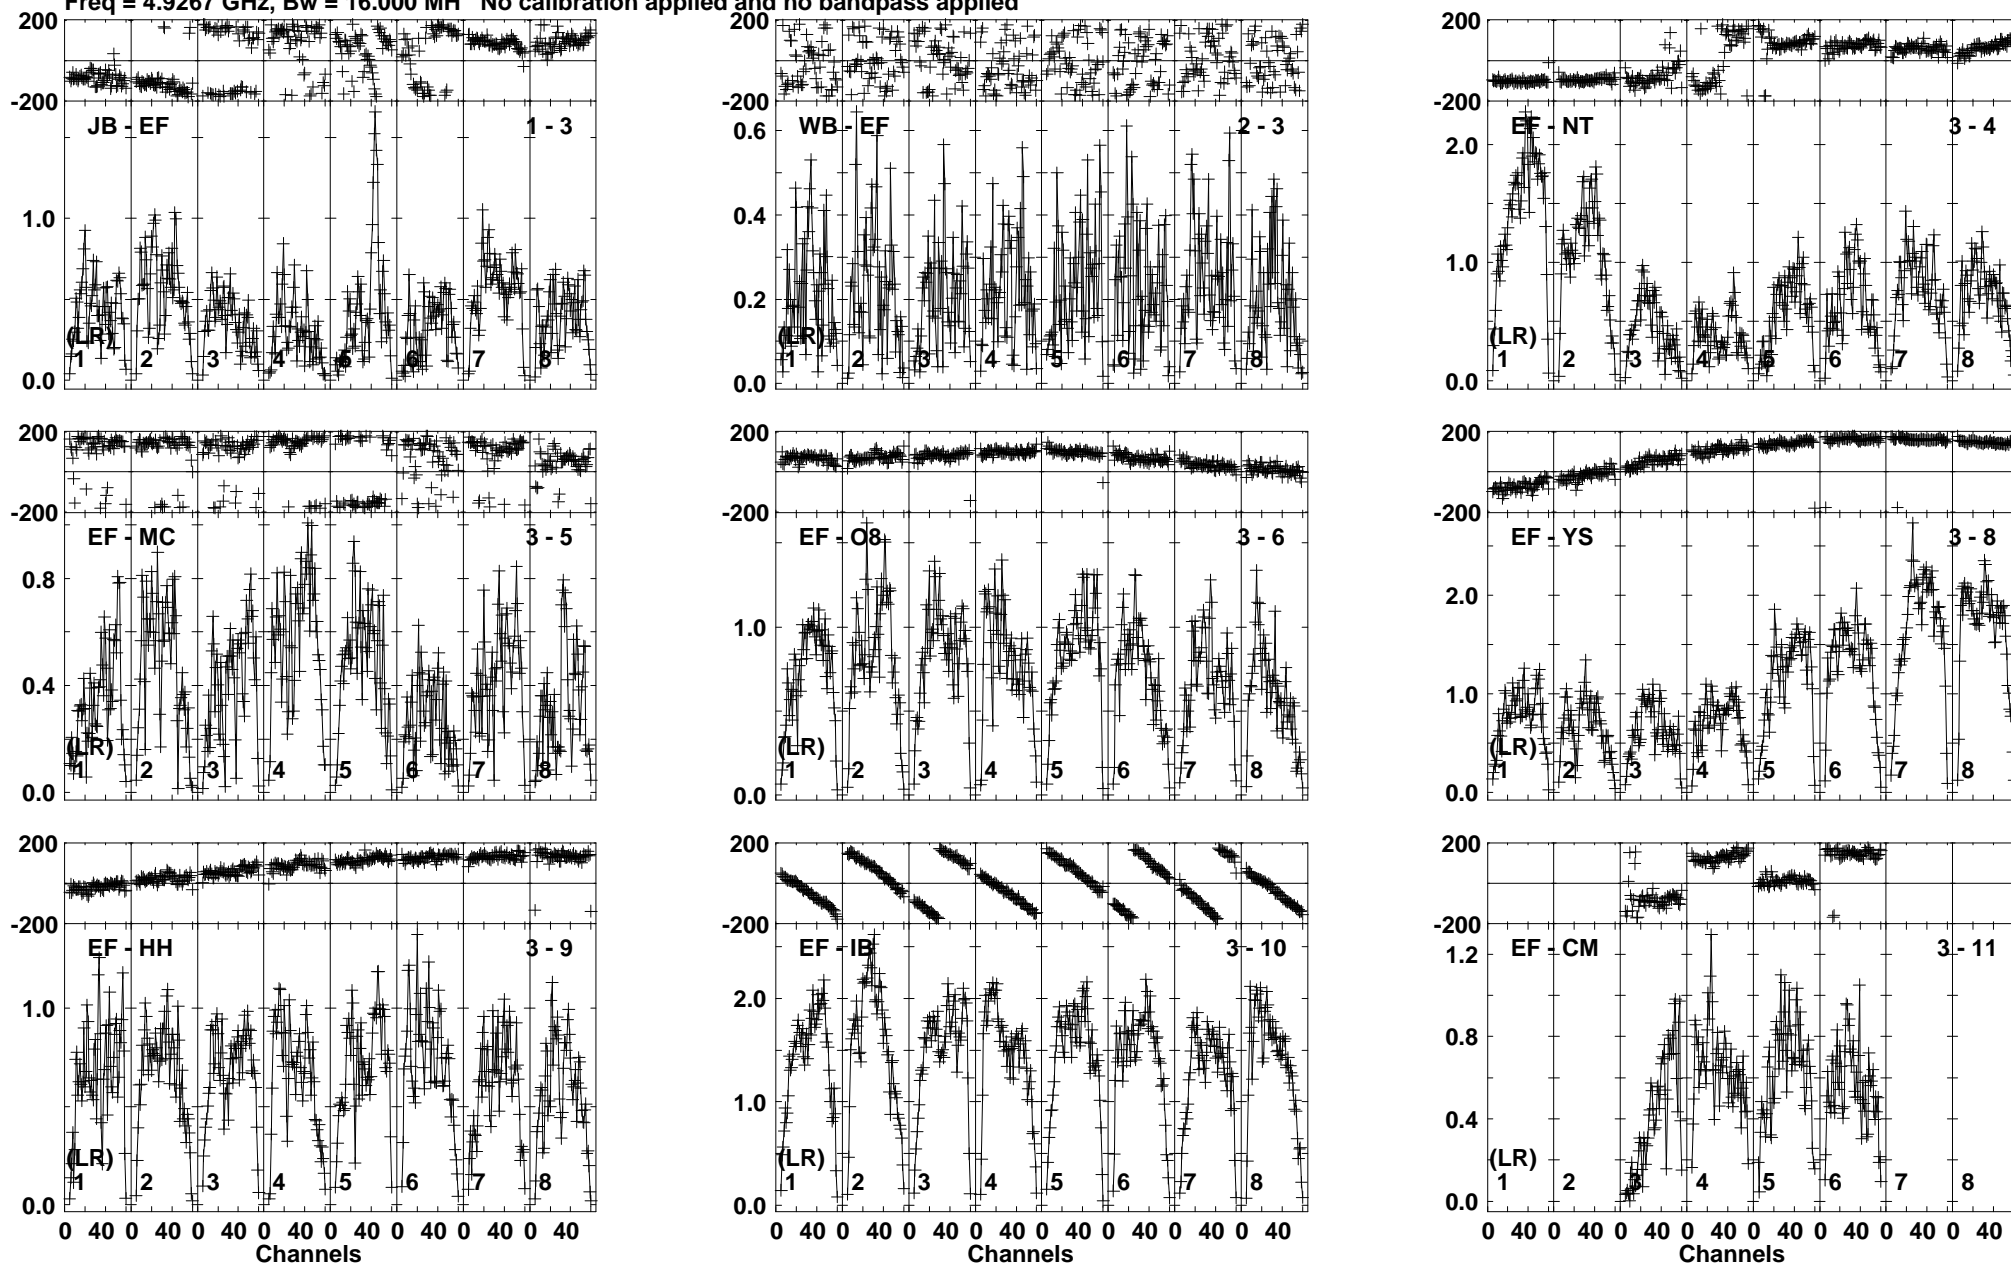 Freq = 4.9267 GHz, Bw = 16.000 MH No calibration applied and no bandpass applied
200 200 200
-200 -200 -200
JB - EF 1 - 3 WB - EF 2 - 3 EF - NT 3 - 4
1.0 0.6 2.0
0.4 1.0
0.2
(LR) (LR) (LR)
1 2 3 4 5 6 7 8 1 2 3 4 5 6 7 8 1 2 3 4 5 6 7 8
0.0 0.0 0.0
200 200 200
-200 -200 -200
EF - MC 3 - 5 EF - O8 3 - 6 EF - YS 3 - 8
0.8 1.0 2.0
0.4 1.0
(LR) (LR) (LR)
1 2 3 4 5 6 7 8 1 2 3 4 5 6 7 8 1 2 3 4 5 6 7 8
0.0 0.0 0.0
200 200 200
-200 -200 -200
EF - HH 3 - 9 EF - IB 3 - 10 EF - CM 3 - 11
1.0 2.0 1.2
1.0 0.8
0.4
(LR) (LR) (LR)
1 2 3 4 5 6 7 8 1 2 3 4 5 6 7 8 1 2 3 4 5 6 7 8
0.0 0.0 0.0
0 40 0 40 0 40 0 40 0 40 0 40 0 40 0 40 0 40 0 40 0 40 0 40 0 40 0 40 0 40 0 40 0 40 0 40 0 40 0 40 0 40 0 40 0 40 0 40
Channels Channels Channels